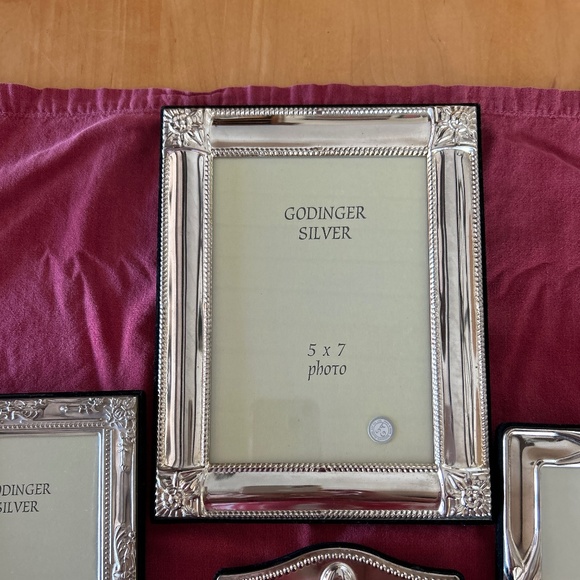 GODINGER
SILVER
5 x 7
photo
ODINGER
SILVER